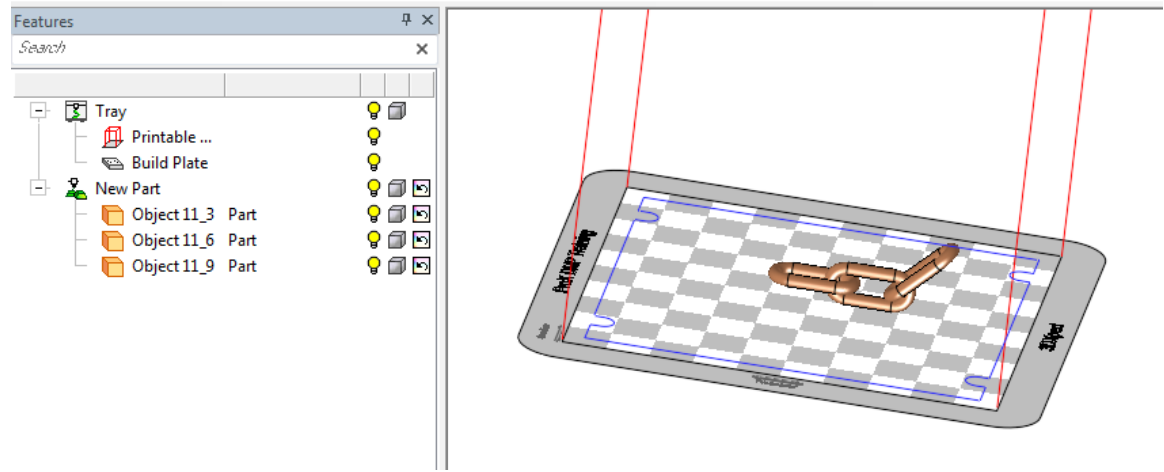 Features
Search
Tray
Printable ...
Build Plate
New Part
Object 11_3 Part
Object 11_6 Part
Object 11_9 Part